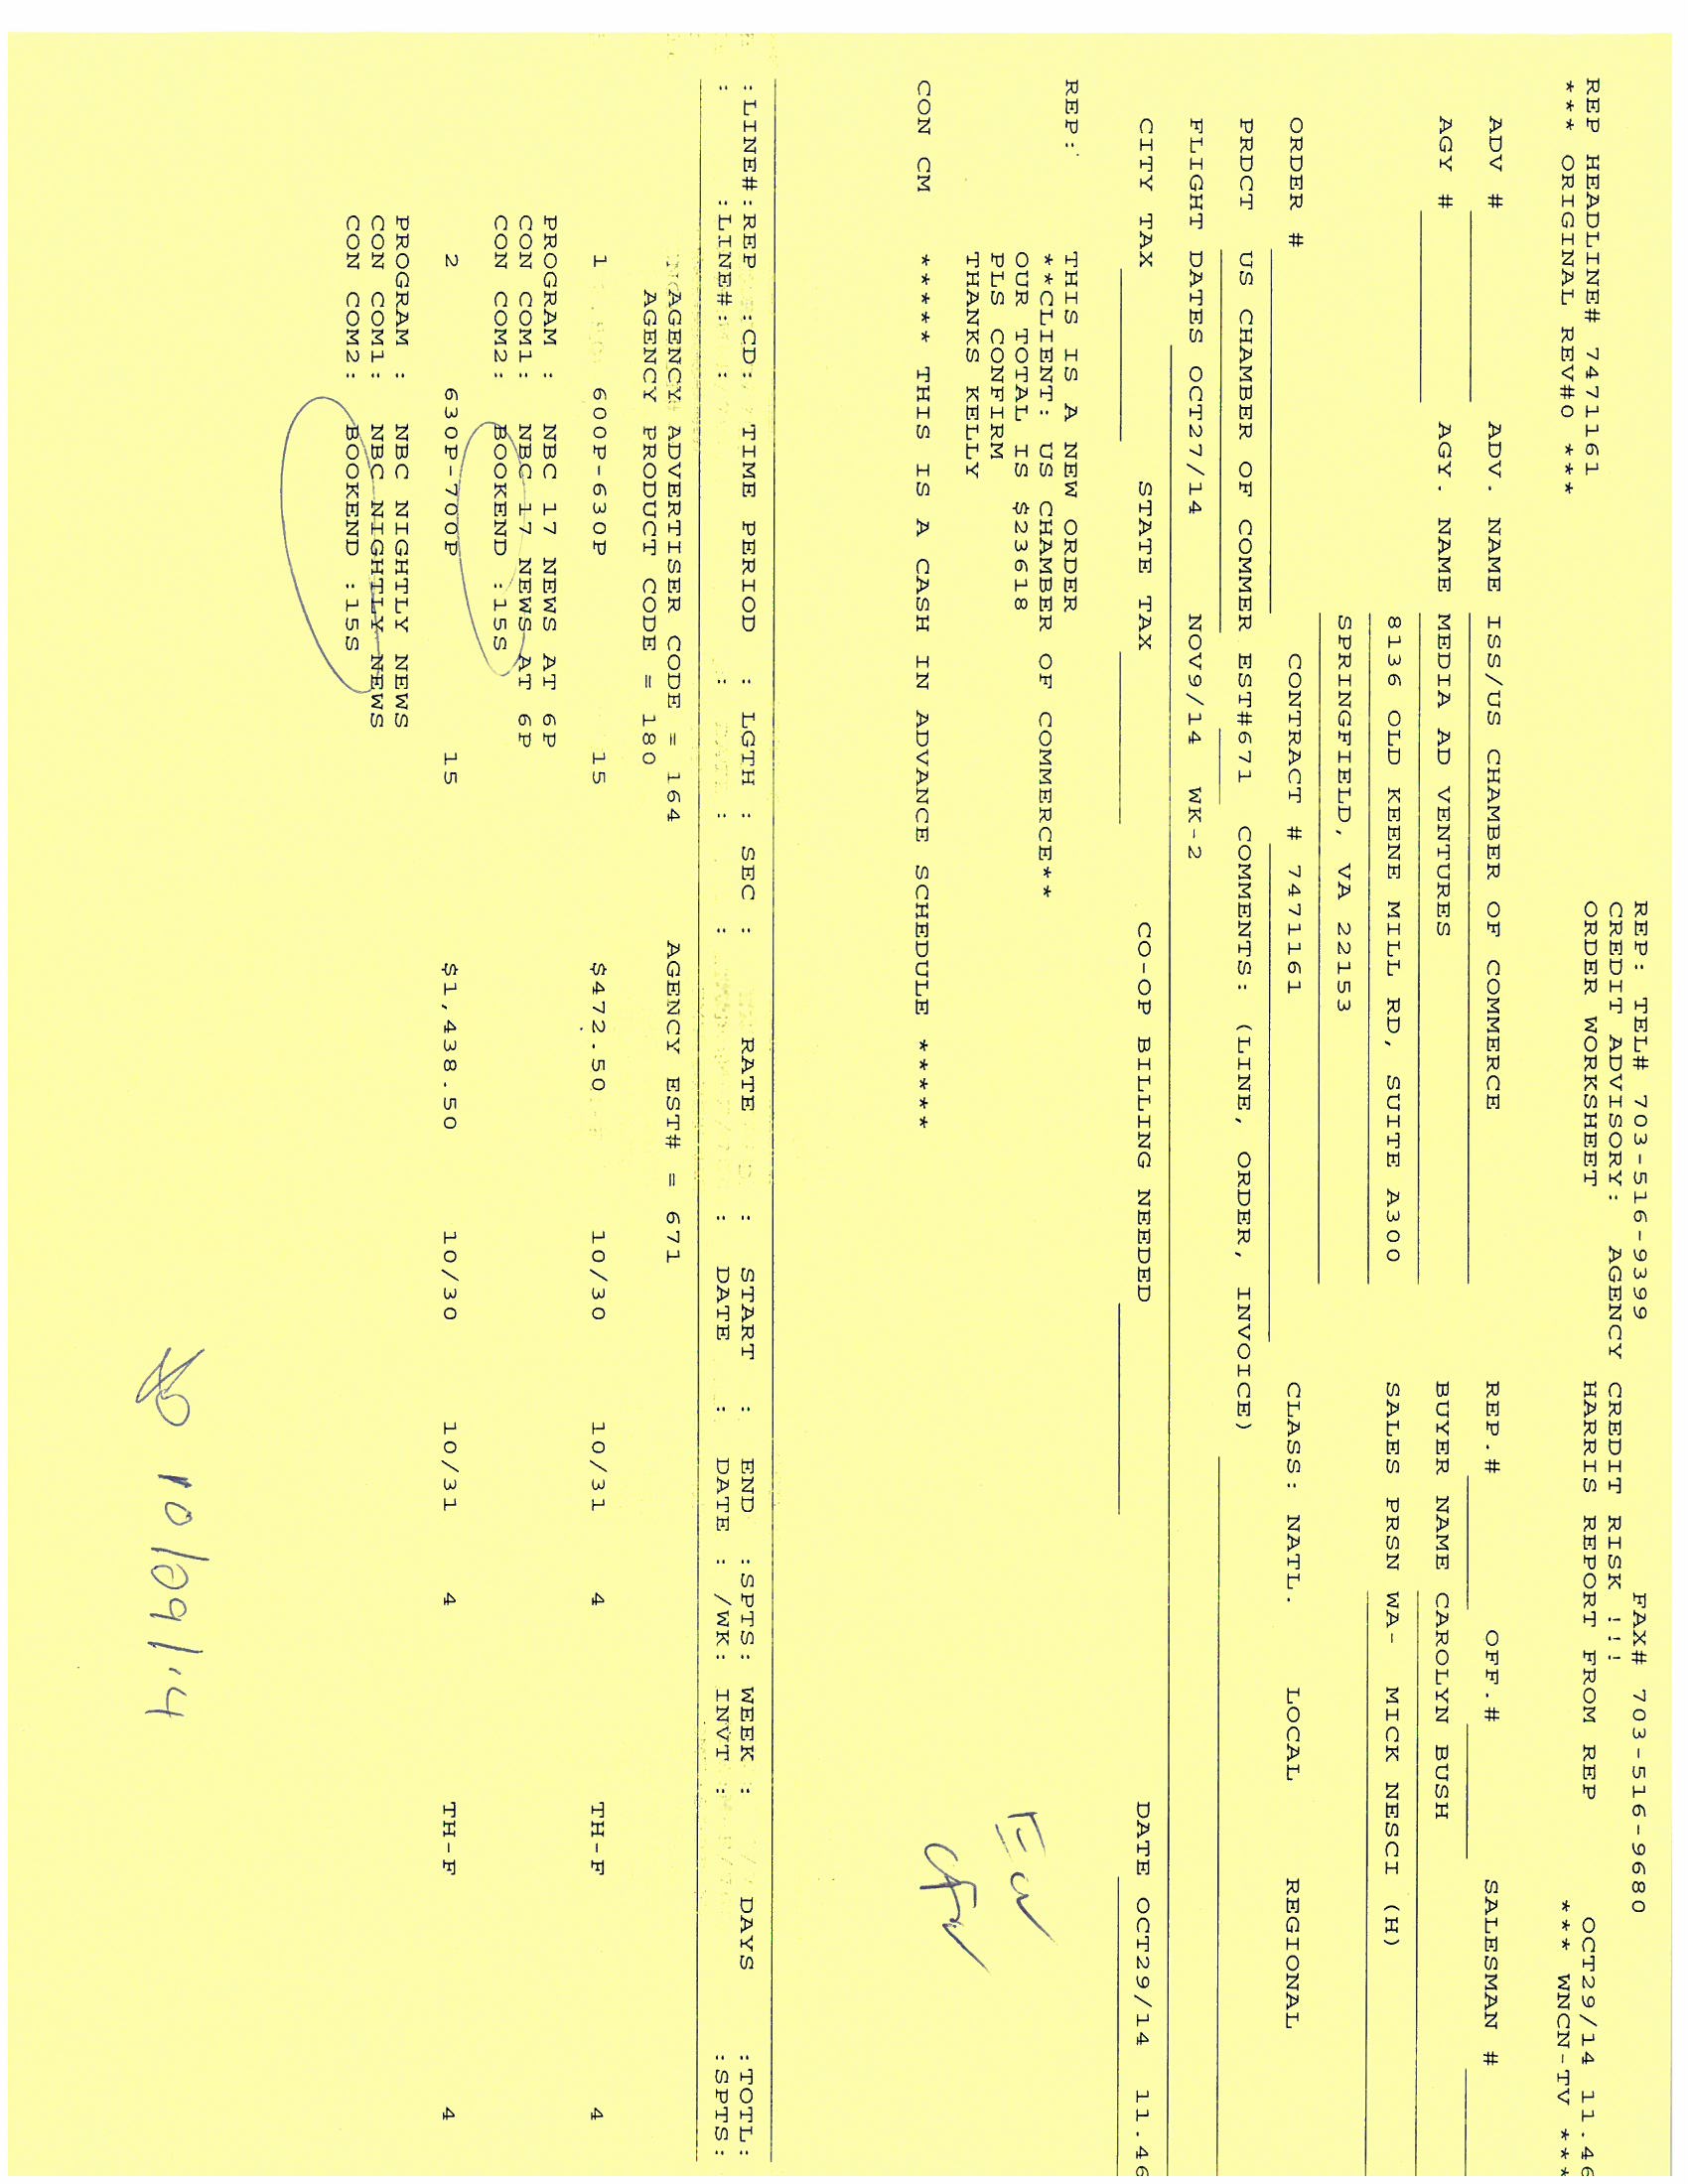 REP: TEL# 703-516-9399 FAX# 703-516-9680
CREDIT ADVISORY: AGENCY CREDIT RISK !!!
REP HEADLINE# 7471161 ORDER WORKSHEET HARRIS REPORT FROM REP OCT29/14 11.46
*** ORIGINAL REV#0 *** *** WNCN-TV ***
ADV # ADV. NAME ISS/US CHAMBER OF COMMERCE REP.# OFF.# SALESMAN #
AGY # AGY. NAME MEDIA AD VENTURES BUYER NAME CAROLYN BUSH
8136 OLD KEENE MILL RD, SUITE A300 SALES PRSN WA- MICK NESCI (H)
SPRINGFIELD, VA 22153
ORDER # CONTRACT # 7471161 CLASS: NATL. LOCAL REGIONAL
PRDCT US CHAMBER OF COMMER EST#671 COMMENTS: (LINE, ORDER, INVOICE)
FLIGHT DATES OCT27/14 NOV9/14 WK-2
CITY TAX STATE TAX CO-OP BILLING NEEDED DATE OCT29/14 11.46
REP: THIS IS A NEW ORDER
**CLIENT: US CHAMBER OF COMMERCE**
OUR TOTAL IS $23618
PLS CONFIRM
THANKS KELLY
CON CM ***** THIS IS A CASH IN ADVANCE SCHEDULE *****
:LINE#:REP :CD: TIME PERIOD : LGTH : SEC : RATE : START : END :SPTS: WEEK : DAYS :TOTL:
: :LINE#: : : : : : DATE : DATE : /WK: INVT : :SPTS:
AGENCY ADVERTISER CODE = 164 AGENCY EST# = 671
AGENCY PRODUCT CODE = 180
1 600P-630P 15 $472.50 10/30 10/31 4 TH-F 4
PROGRAM : NBC 17 NEWS AT 6P
CON COM1: NBC 17 NEWS AT 6P
CON COM2: BOOKEND :15S
2 630P-700P 15 $1,438.50 10/30 10/31 4 TH-F 4
PROGRAM : NBC NIGHTLY NEWS
CON COM1: NBC NIGHTLY NEWS
CON COM2: BOOKEND :15S